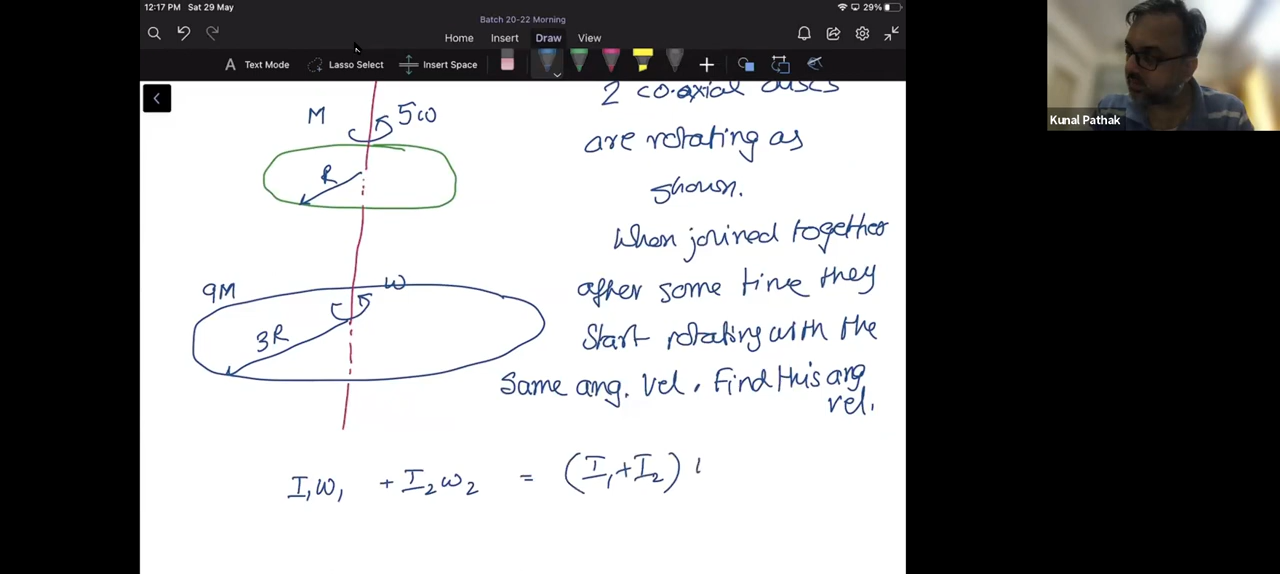 12:17 PM Sat 29 May
29%
Batch 20-22 Morning
Home Insert Draw View
Text Mode Lasso Select Insert Space
Kunal Pathak
2 co-axial discs
are rotating as
shown.
When joined together
after some time they
start rotating with the
same ang. vel. Find this ang
vel.
M 5ω
R
9M ω
3R
I₁ω₁ + I₂ω₂ = (I₁+I₂)